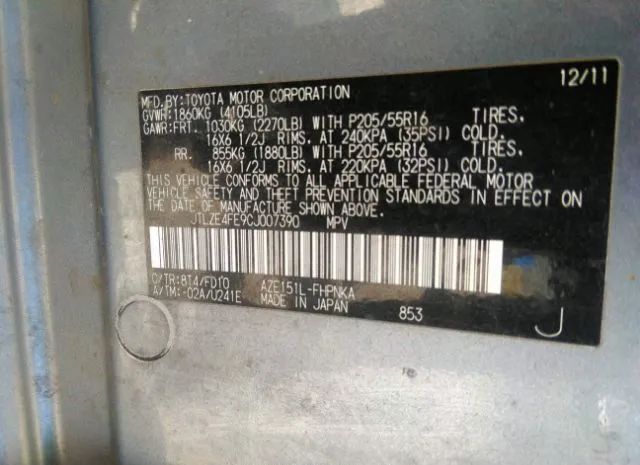 12/11
MFD.BY:TOYOTA MOTOR CORPORATION
GVWR:1860KG (4105LB)
GAWR:FRT. 1030KG (2270LB) WITH P205/55R16 TIRES.
16X6 1/2J RIMS. AT 240KPA (35PSI) COLD.
RR. 855KG (1880LB) WITH P205/55R16 TIRES.
16X6 1/2J RIMS. AT 220KPA (32PSI) COLD.
THIS VEHICLE CONFORMS TO ALL APPLICABLE FEDERAL MOTOR
VEHICLE SAFETY AND THEFT PREVENTION STANDARDS IN EFFECT ON
THE DATE OF MANUFACTURE SHOWN ABOVE.
JTLZE4FE9CJ007390 MPV
C/TR:8T4/FD10 AZE151L-FHPNKA
A/TM:-02A/U241E MADE IN JAPAN 853
J